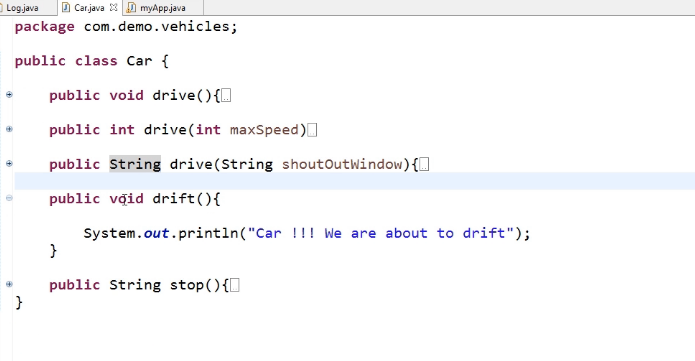 Log.java Car.java myApp.java
package com.demo.vehicles;
public class Car {
public void drive(){
public int drive(int maxSpeed)
public String drive(String shoutOutWindow){
public void drift(){
System.out.println("Car !!! We are about to drift");
}
public String stop(){
}